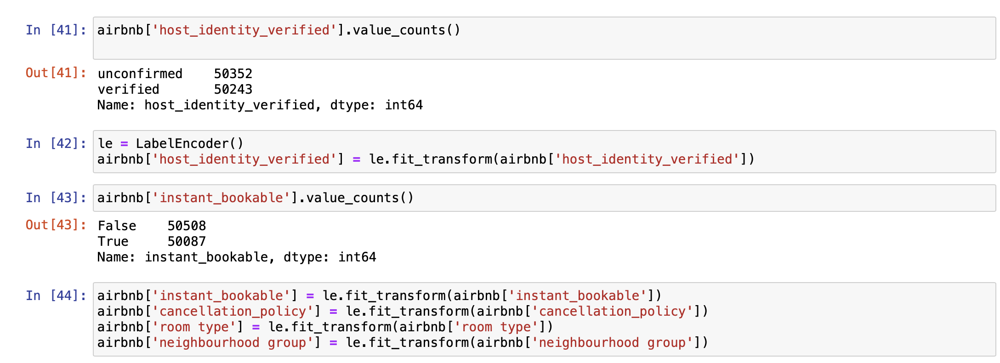 In [41]: airbnb['host_identity_verified'].value_counts()
Out[41]: unconfirmed    50352
verified       50243
Name: host_identity_verified, dtype: int64
In [42]: le = LabelEncoder()
airbnb['host_identity_verified'] = le.fit_transform(airbnb['host_identity_verified'])
In [43]: airbnb['instant_bookable'].value_counts()
Out[43]: False    50508
True     50087
Name: instant_bookable, dtype: int64
In [44]: airbnb['instant_bookable'] = le.fit_transform(airbnb['instant_bookable'])
airbnb['cancellation_policy'] = le.fit_transform(airbnb['cancellation_policy'])
airbnb['room type'] = le.fit_transform(airbnb['room type'])
airbnb['neighbourhood group'] = le.fit_transform(airbnb['neighbourhood group'])